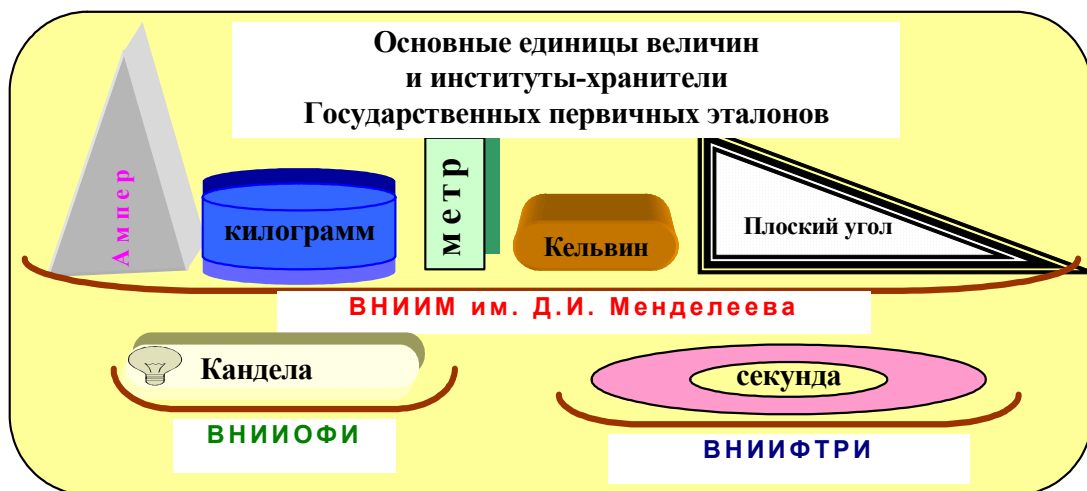 Основные единицы величин
и институты-хранители
Государственных первичных эталонов
Ампер
килограмм
метр
Кельвин
Плоский угол
ВНИИМ им. Д.И. Менделеева
Кандела
секунда
ВНИИОФИ
ВНИИФТРИ